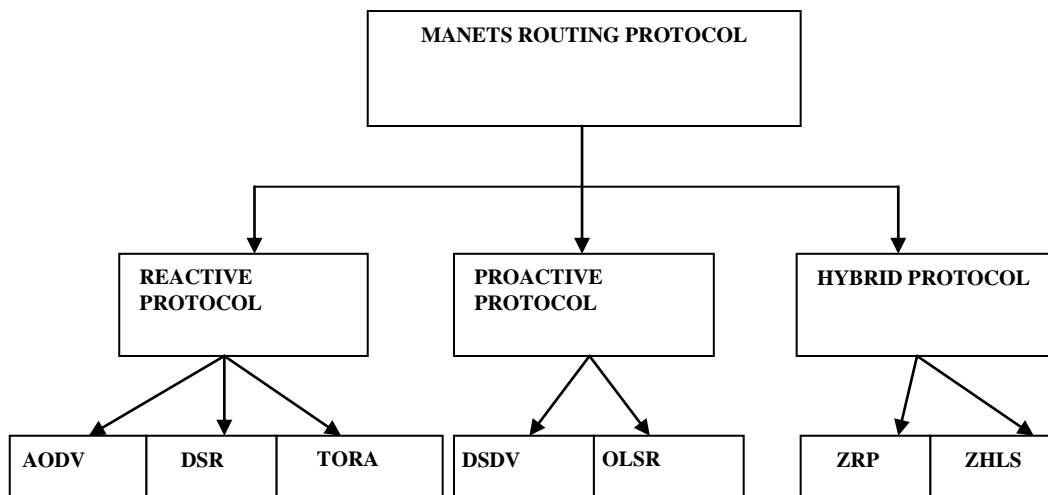 MANETS ROUTING PROTOCOL
REACTIVE
PROTOCOL
PROACTIVE
PROTOCOL
HYBRID PROTOCOL
AODV
DSR
TORA
DSDV
OLSR
ZRP
ZHLS